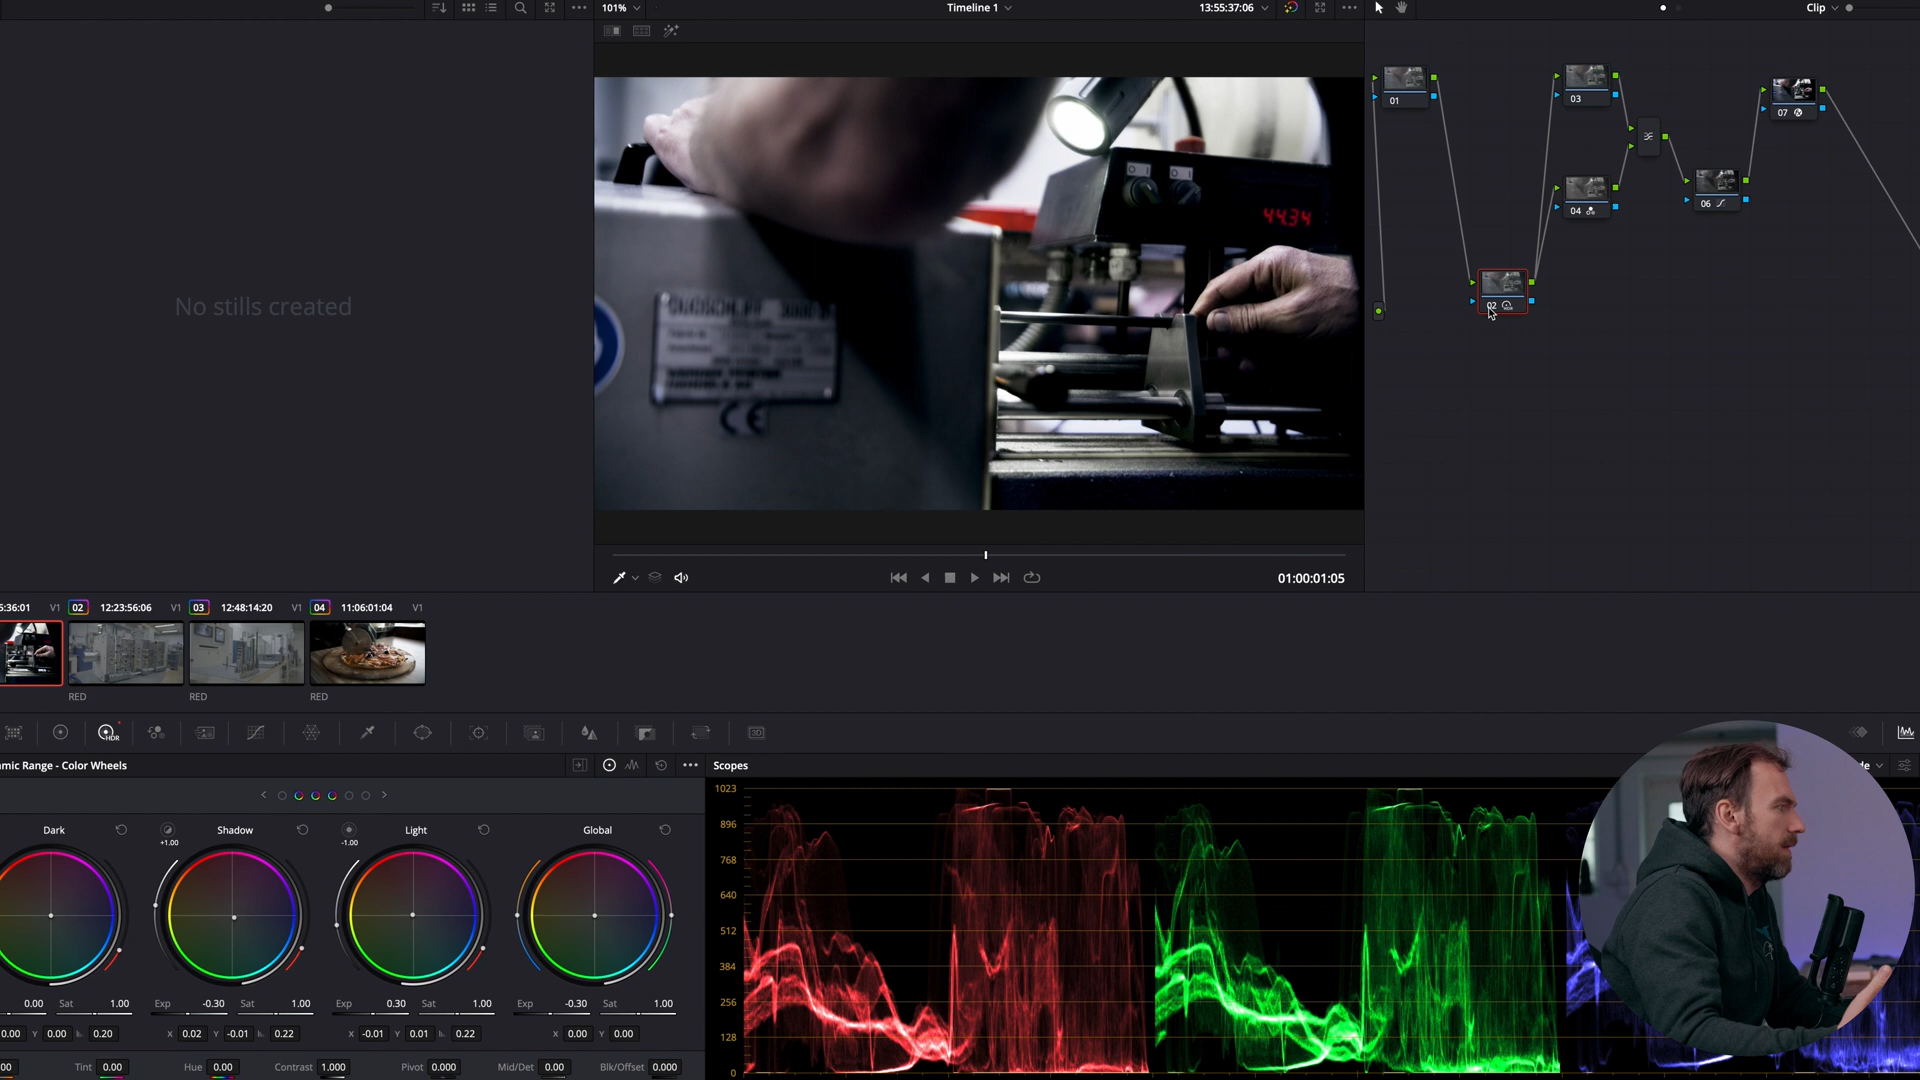 101%
Timeline 1
13:55:37:06
Clip
01
03
07
04
06
02
No stills created
44.34
CE
01:00:01:05
5:36:01 V1
02 12:23:56:06 V1
03 12:48:14:20 V1
04 11:06:01:04 V1
RED
RED
RED
HDR
3D
mic Range - Color Wheels
Scopes
de
Dark
Shadow
Light
Global
+1.00
-1.00
0.00 Sat 1.00
Exp -0.30 Sat 1.00
Exp 0.30 Sat 1.00
Exp -0.30 Sat 1.00
0.00 Y 0.00 0.20
X 0.02 Y -0.01 0.22
X -0.01 Y 0.01 0.22
X 0.00 Y 0.00
00 Tint 0.00 Hue 0.00 Contrast 1.000 Pivot 0.000 Mid/Det 0.00 Blk/Offset 0.000
1023
896
768
640
512
384
256
128
0